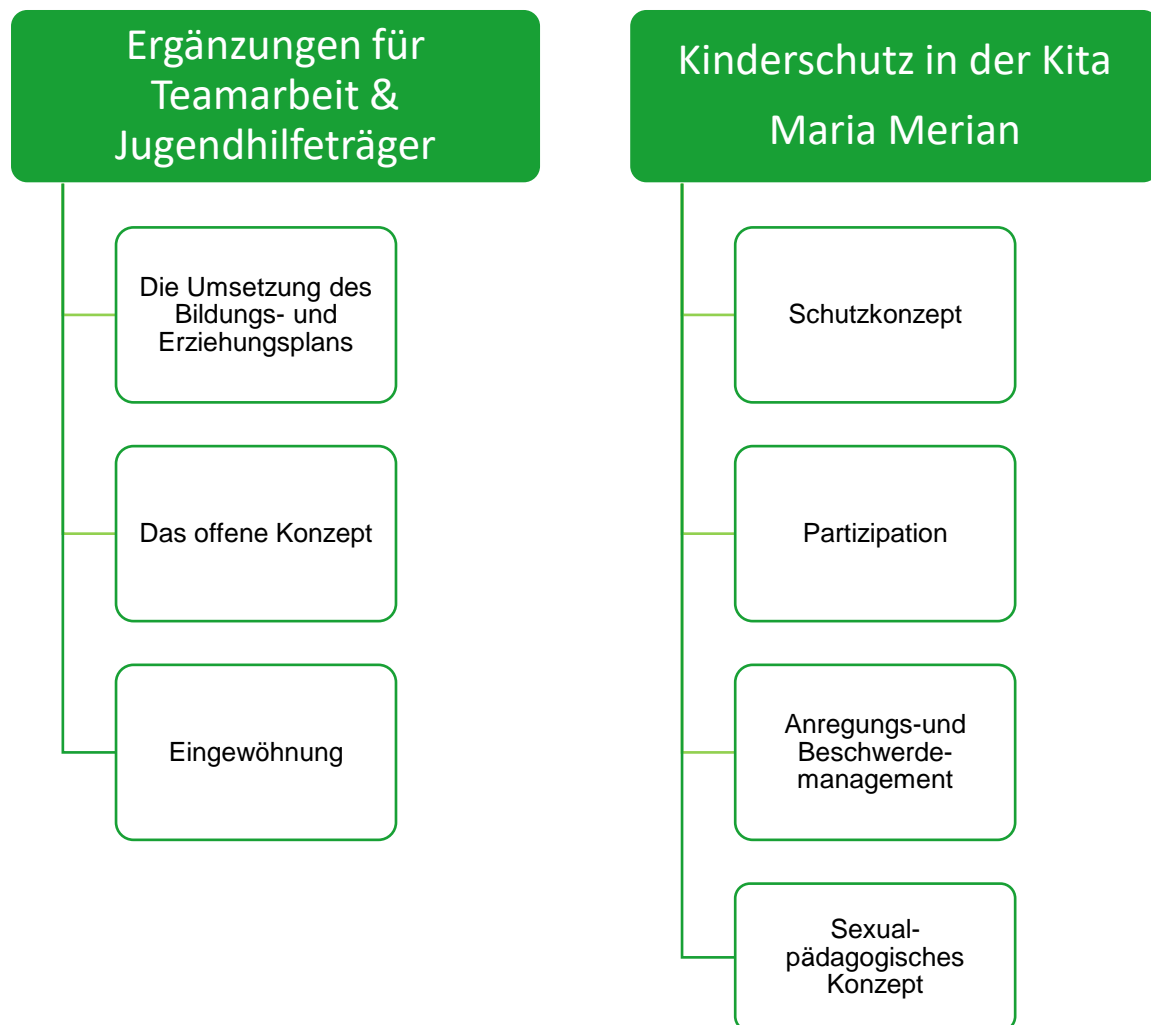 Ergänzungen für
Teamarbeit &
Jugendhilfeträger
Die Umsetzung des
Bildungs- und
Erziehungsplans
Das offene Konzept
Eingewöhnung
Kinderschutz in der Kita
Maria Merian
Schutzkonzept
Partizipation
Anregungs-und
Beschwerde-
management
Sexual-
pädagogisches
Konzept